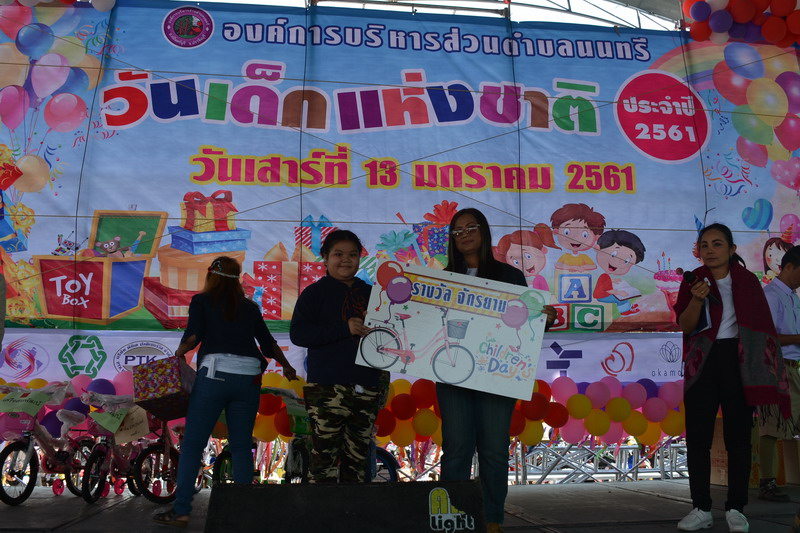 องค์การบริหารส่วนตำบลนนทรี
วันเด็กแห่งชาติ
ประจำปี
2561
วันเสาร์ที่ 13 มกราคม 2561
TOY
BOX
A
B
C
รางวัล จักรยาน
Children's
Day
PTK
okamo
light